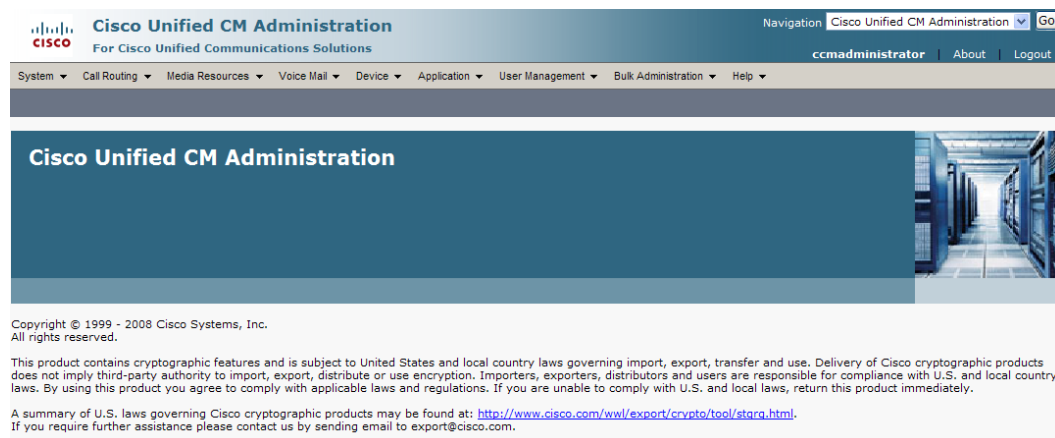 Cisco Unified CM Administration
Navigation Cisco Unified CM Administration Go
CISCO
For Cisco Unified Communications Solutions
ccmadministrator | About | Logout
System Call Routing Media Resources Voice Mail Device Application User Management Bulk Administration Help
Cisco Unified CM Administration
Copyright © 1999 - 2008 Cisco Systems, Inc.
All rights reserved.
This product contains cryptographic features and is subject to United States and local country laws governing import, export, transfer and use. Delivery of Cisco cryptographic products
does not imply third-party authority to import, export, distribute or use encryption. Importers, exporters, distributors and users are responsible for compliance with U.S. and local country
laws. By using this product you agree to comply with applicable laws and regulations. If you are unable to comply with U.S. and local laws, return this product immediately.
A summary of U.S. laws governing Cisco cryptographic products may be found at: http://www.cisco.com/wwl/export/crypto/tool/stqrg.html.
If you require further assistance please contact us by sending email to export@cisco.com.